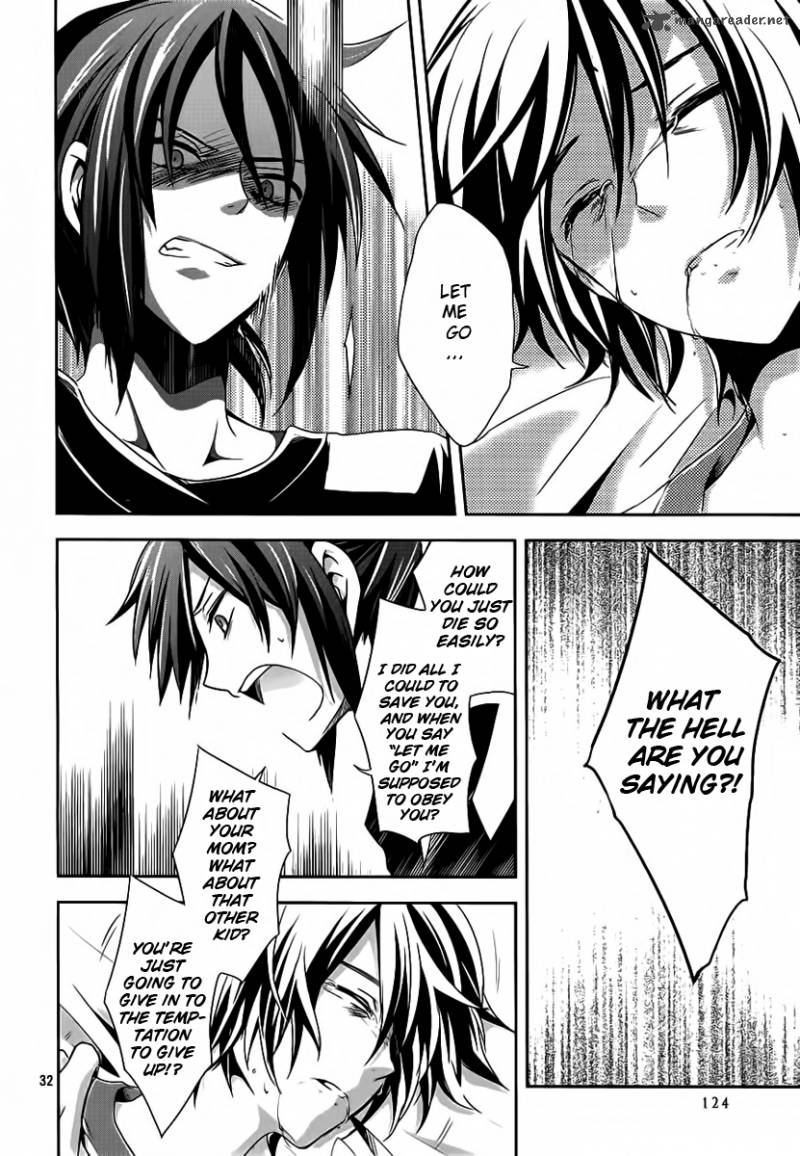 mangareader.net
LET
ME
GO
...
WHAT
THE HELL
ARE YOU
SAYING?!
HOW
COULD
YOU JUST
DIE SO
EASILY?
I DID ALL I
COULD TO
SAVE YOU,
AND WHEN
YOU SAY
"LET ME
GO" I'M
SUPPOSED
TO OBEY
YOU?
WHAT
ABOUT
YOUR
MOM?
WHAT
ABOUT
THAT
OTHER
KID?
YOU'RE
JUST
GOING TO
GIVE IN TO
THE TEMP-
TATION
TO GIVE
UP!?
32
124